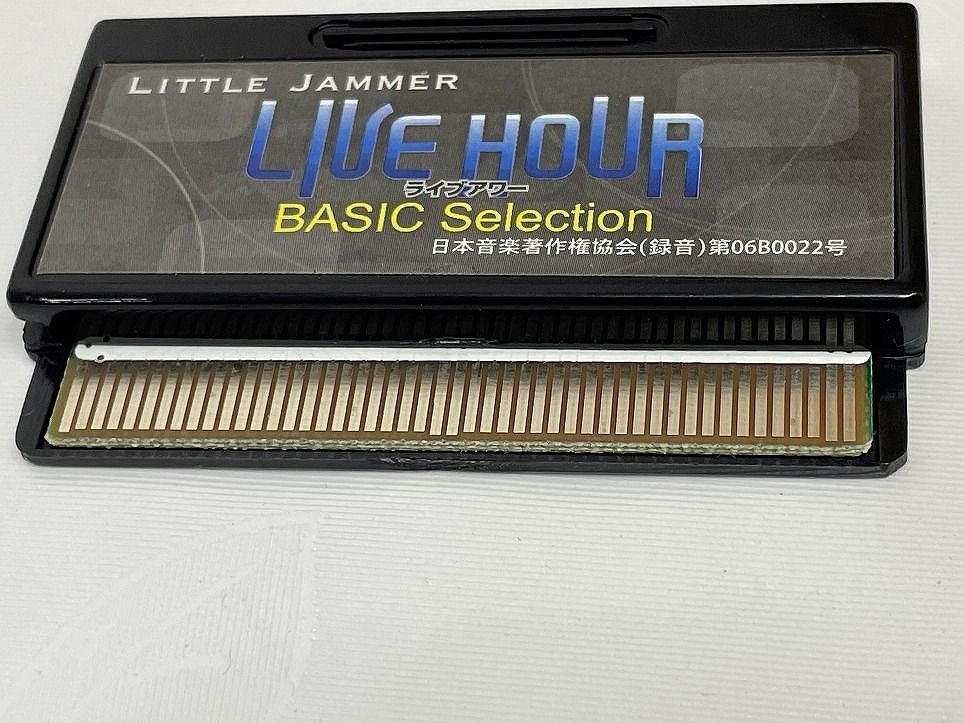 LITTLE JAMMER
LIVE HOUR
ライブアワー
BASIC Selection
日本音楽著作権協会(録音)第06B0022号